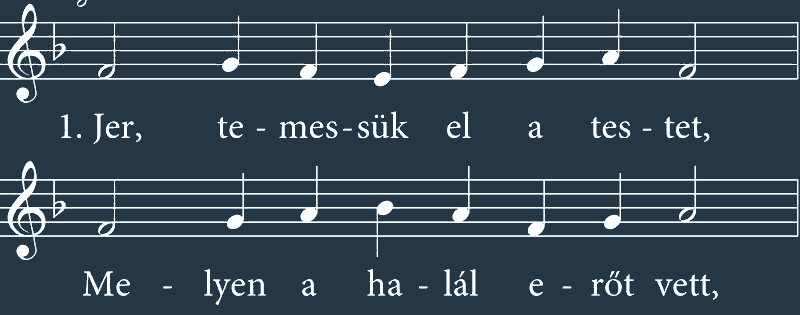 1. Jer, te - mes - sük el a tes - tet,
Me - lyen a ha - lál e - rőt vett,